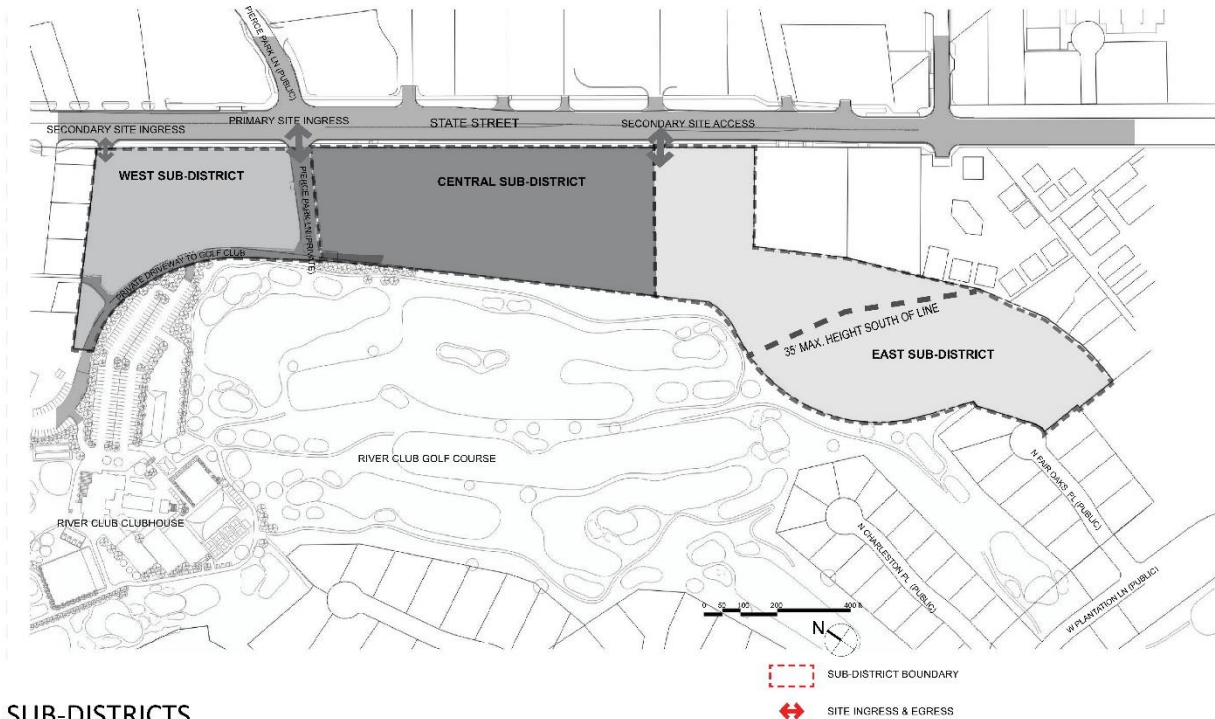 PIERCE PARK LN (PUBLIC)
SECONDARY SITE INGRESS
PRIMARY SITE INGRESS
STATE STREET
SECONDARY SITE ACCESS
WEST SUB-DISTRICT
PIERCE PARK LN (PRIVATE)
CENTRAL SUB-DISTRICT
PRIVATE DRIVEWAY TO GOLF CLUB
35' MAX. HEIGHT SOUTH OF LINE
EAST SUB-DISTRICT
RIVER CLUB GOLF COURSE
N FAIR OAKS PL (PUBLIC)
RIVER CLUB CLUBHOUSE
N CHARLESTON PL (PUBLIC)
W PLANTATION LN (PUBLIC)
0 50 100 200 400 ft
N
SUB-DISTRICT BOUNDARY
SITE INGRESS & EGRESS
SUB-DISTRICTS